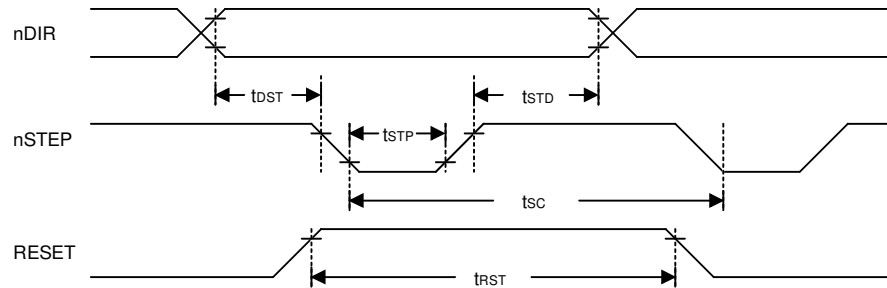 nDIR
tDST
tSTD
nSTEP
tSTP
tSC
RESET
tRST